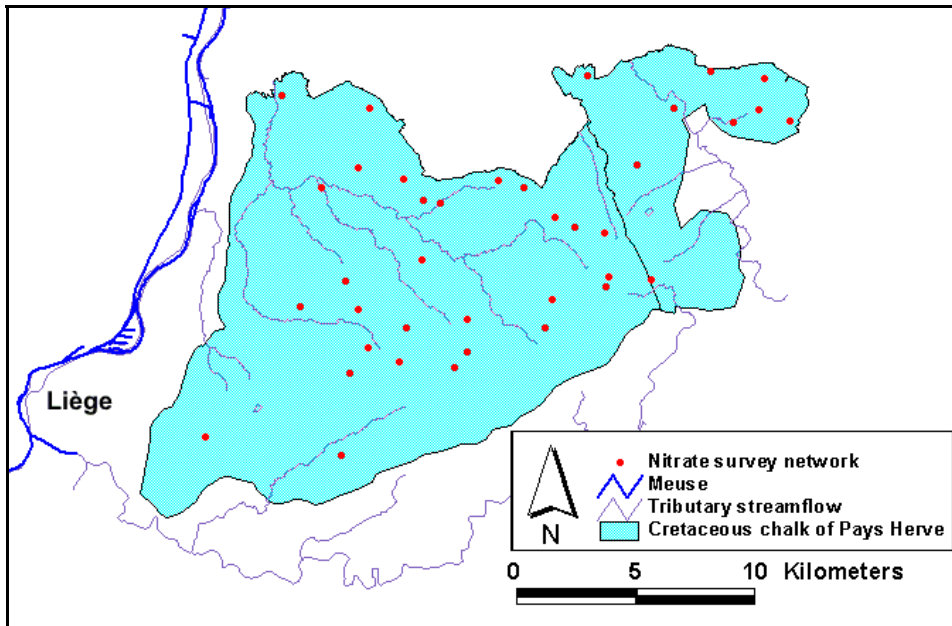 Liège
Nitrate survey network
Meuse
Tributary streamflow
Cretaceous chalk of Pays Herve
N
0 5 10 Kilometers